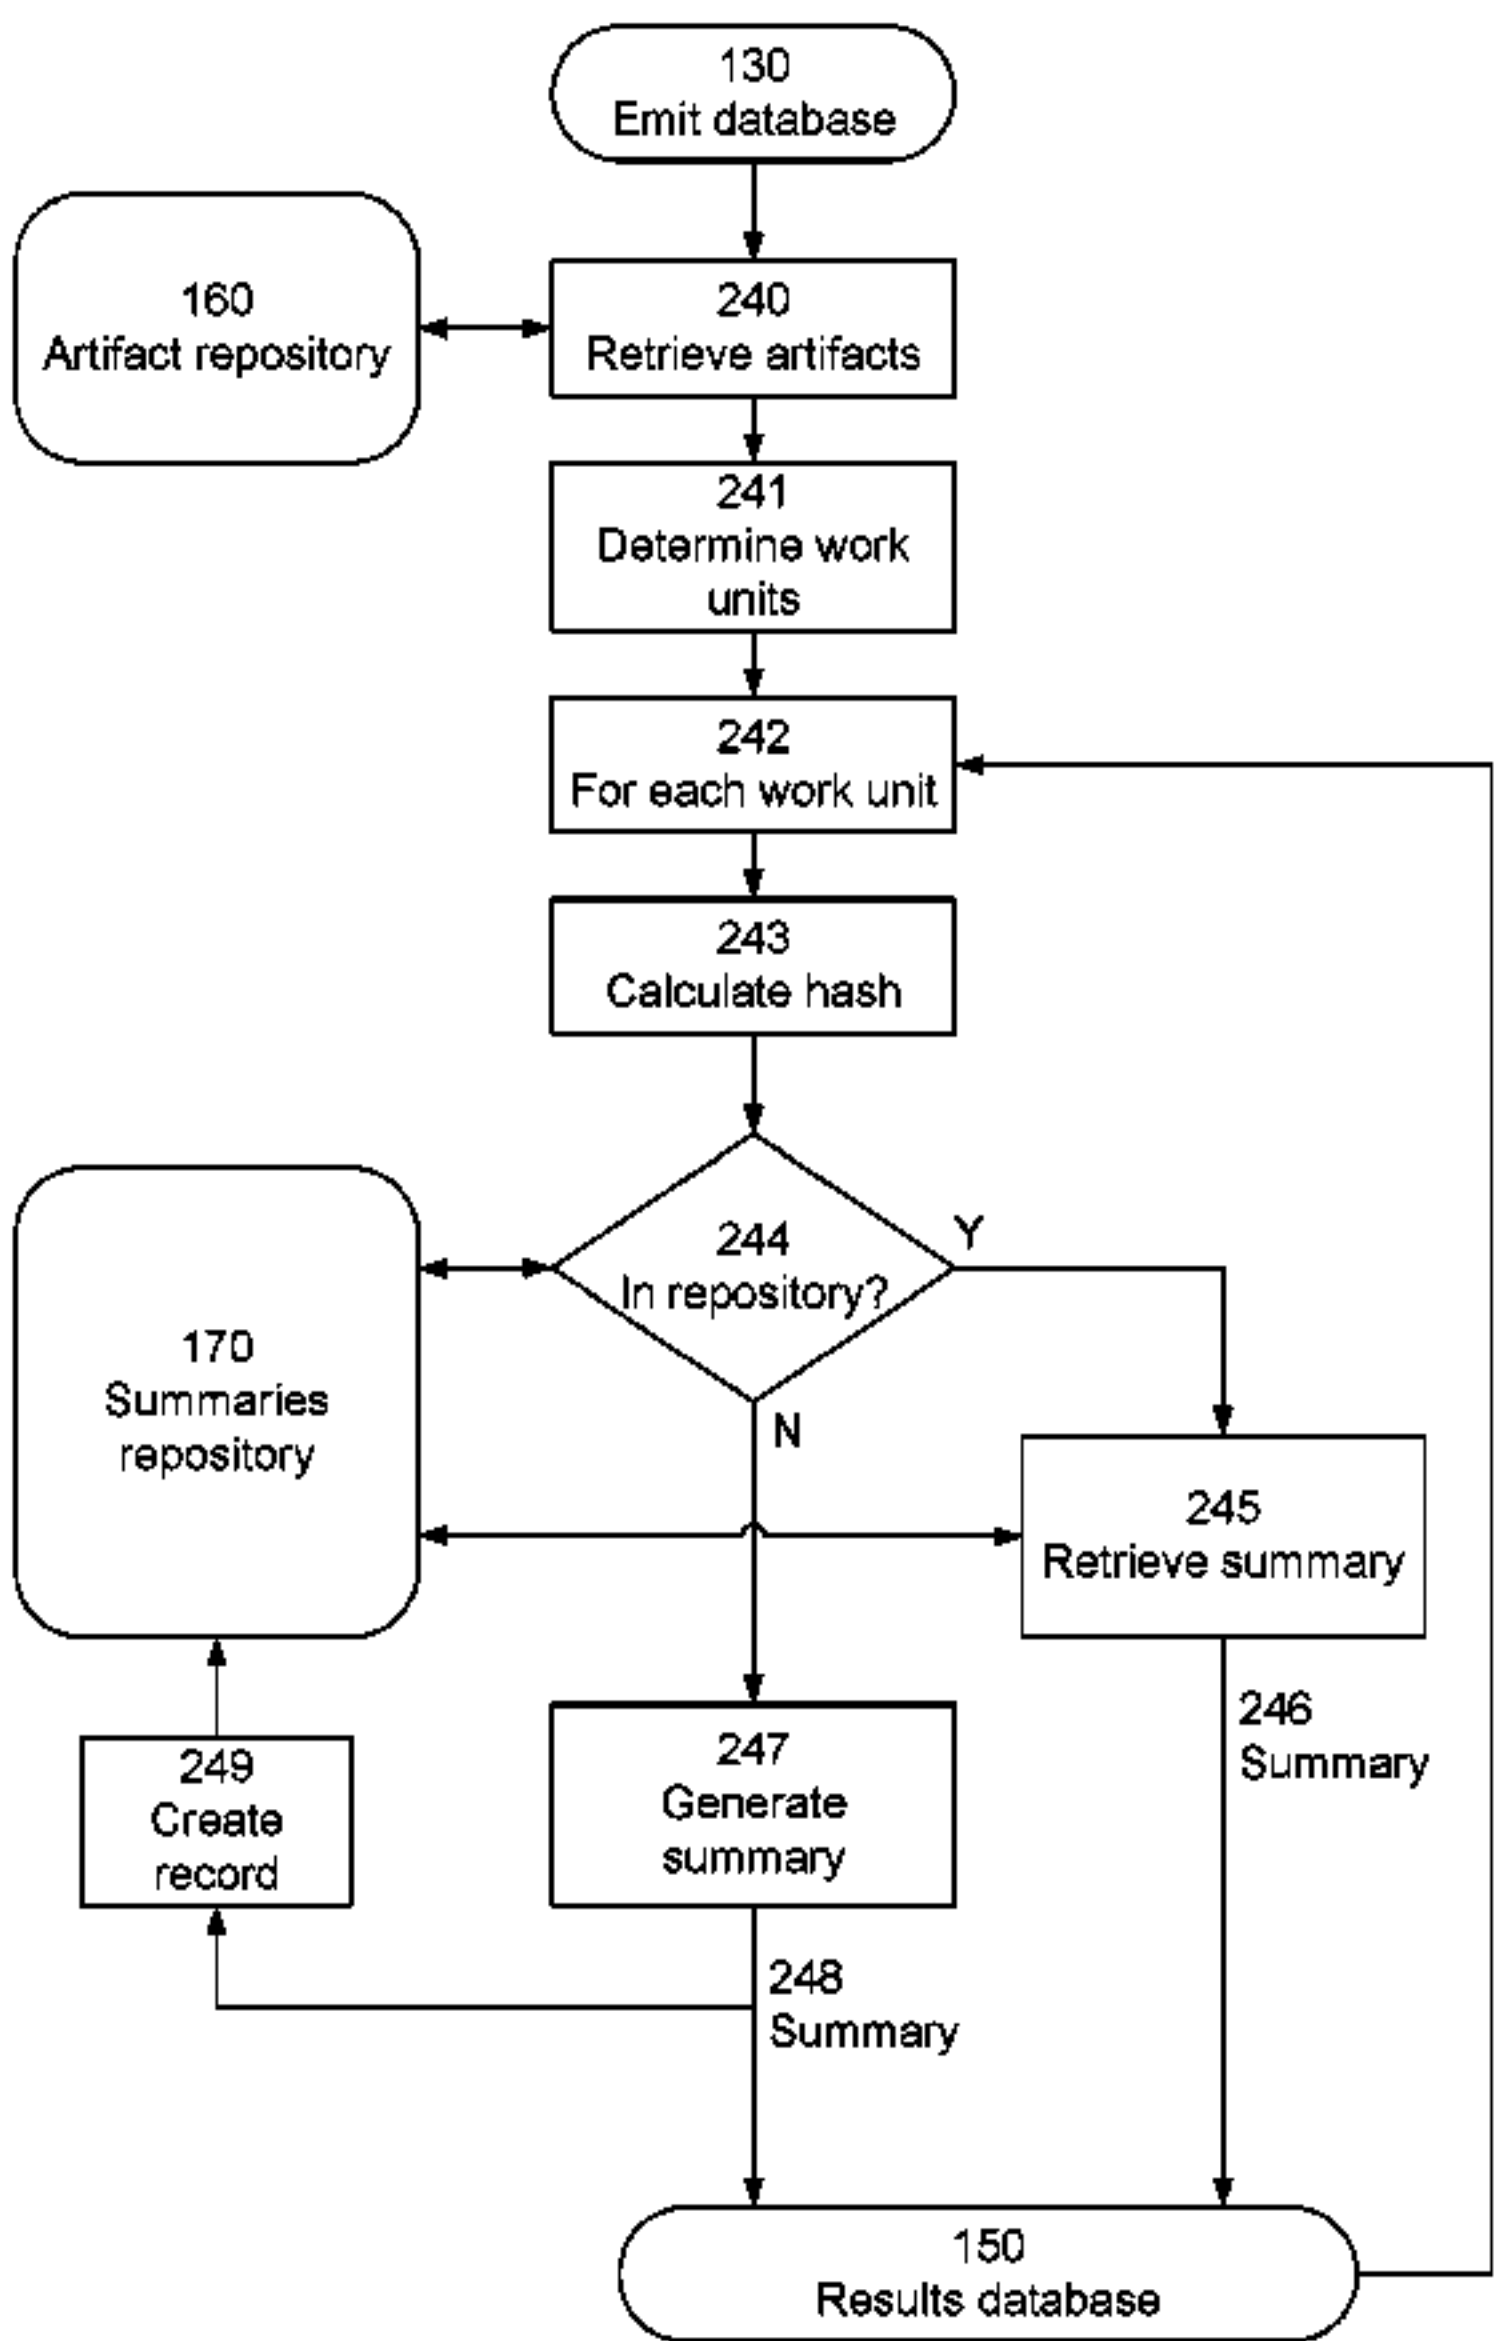 130
Emit database
160
Artifact repository
240
Retrieve artifacts
241
Determine work
units
242
For each work unit
243
Calculate hash
244
In repository?
Y
N
170
Summaries
repository
245
Retrieve summary
246
Summary
247
Generate
summary
249
Create
record
248
Summary
150
Results database